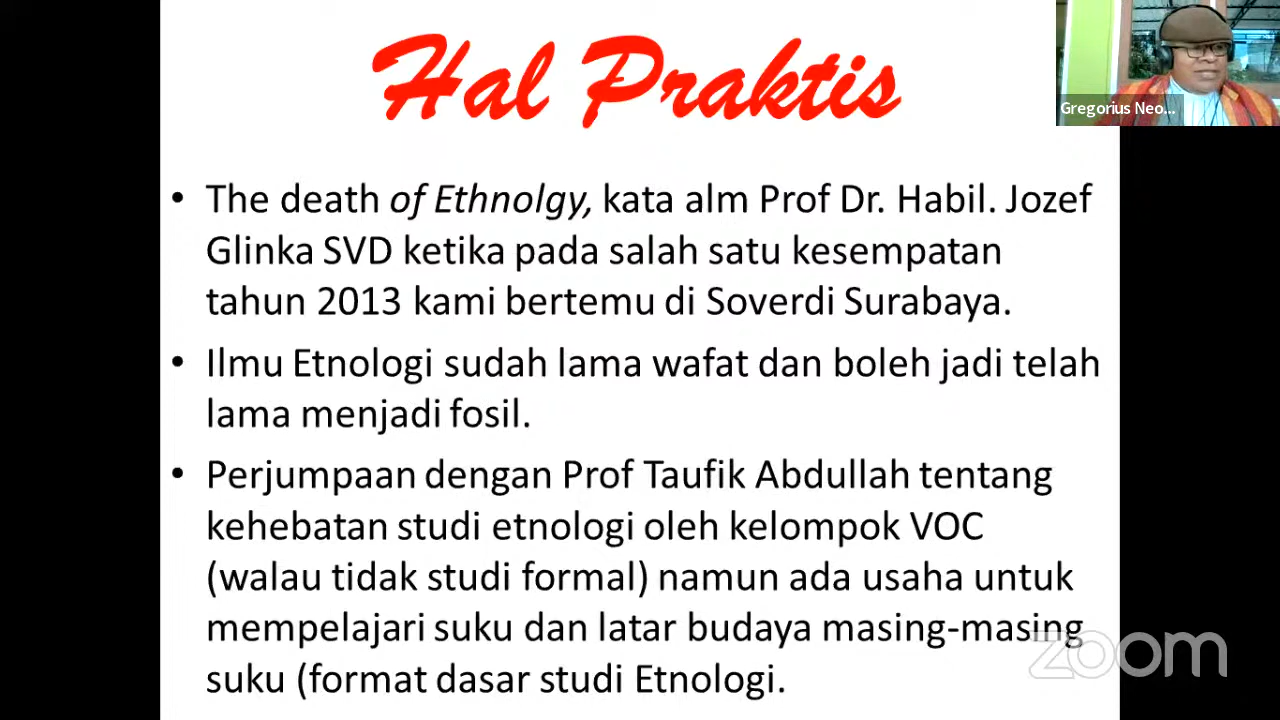 Hal Praktis
Gregorius Neo...
• The death of Ethnolgy, kata alm Prof Dr. Habil. Jozef
Glinka SVD ketika pada salah satu kesempatan
tahun 2013 kami bertemu di Soverdi Surabaya.
• Ilmu Etnologi sudah lama wafat dan boleh jadi telah
lama menjadi fosil.
• Perjumpaan dengan Prof Taufik Abdullah tentang
kehebatan studi etnologi oleh kelompok VOC
(walau tidak studi formal) namun ada usaha untuk
mempelajari suku dan latar budaya masing-masing
suku (format dasar studi Etnologi.
zoom